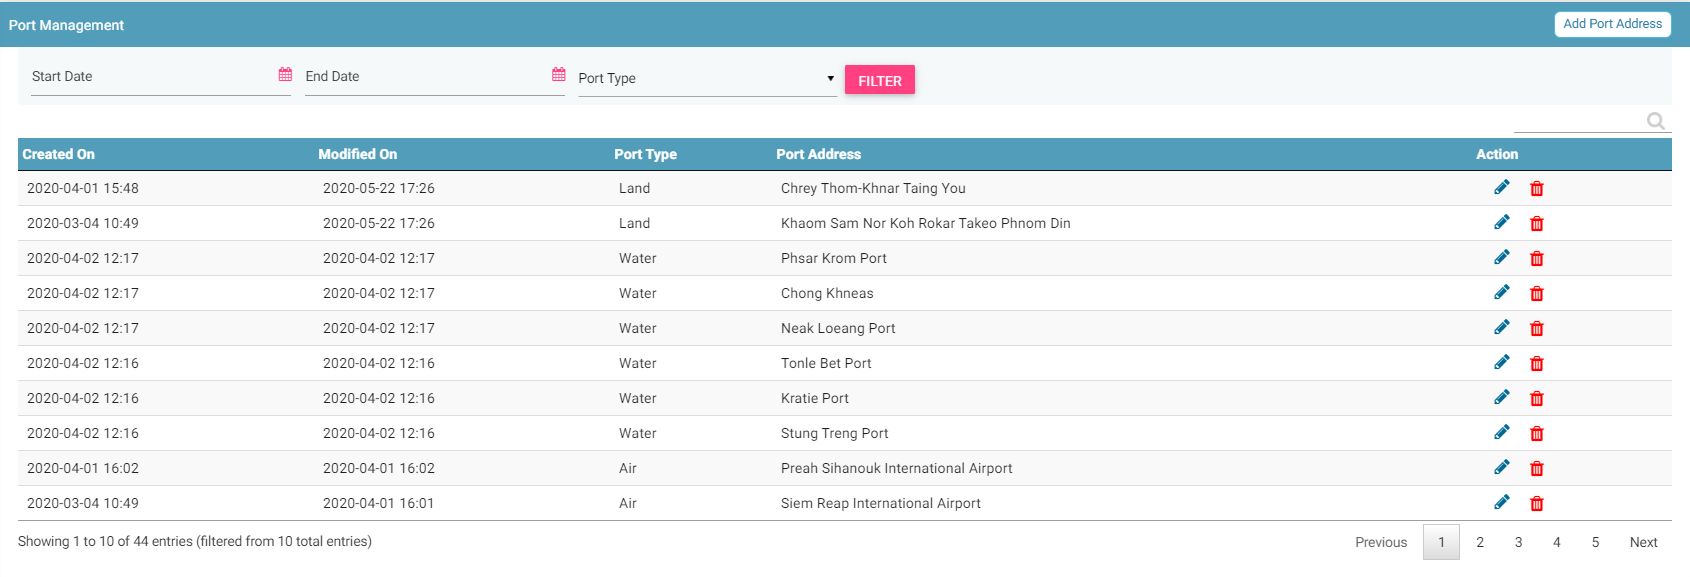 Port Management Add Port Address
Start Date End Date Port Type FILTER
Created On Modified On Port Type Port Address Action
2020-04-01 15:48 2020-05-22 17:26 Land Chrey Thom-Khnar Taing You
2020-03-04 10:49 2020-05-22 17:26 Land Khaom Sam Nor Koh Rokar Takeo Phnom Din
2020-04-02 12:17 2020-04-02 12:17 Water Phsar Krom Port
2020-04-02 12:17 2020-04-02 12:17 Water Chong Khneas
2020-04-02 12:17 2020-04-02 12:17 Water Neak Loeang Port
2020-04-02 12:16 2020-04-02 12:16 Water Tonle Bet Port
2020-04-02 12:16 2020-04-02 12:16 Water Kratie Port
2020-04-02 12:16 2020-04-02 12:16 Water Stung Treng Port
2020-04-01 16:02 2020-04-01 16:02 Air Preah Sihanouk International Airport
2020-03-04 10:49 2020-04-01 16:01 Air Siem Reap International Airport
Showing 1 to 10 of 44 entries (filtered from 10 total entries) Previous 1 2 3 4 5 Next